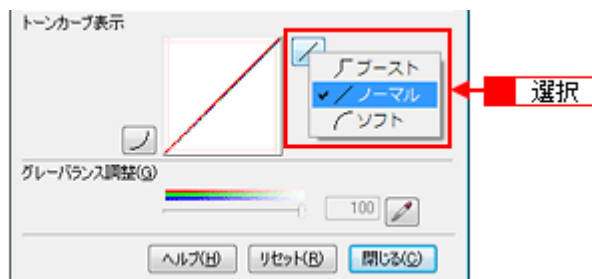 トーンカーブ表示
ブースト
ノーマル
ソフト
選択
グレーバランス調整(G)
100
ヘルプ(H)
リセット(R)
閉じる(C)